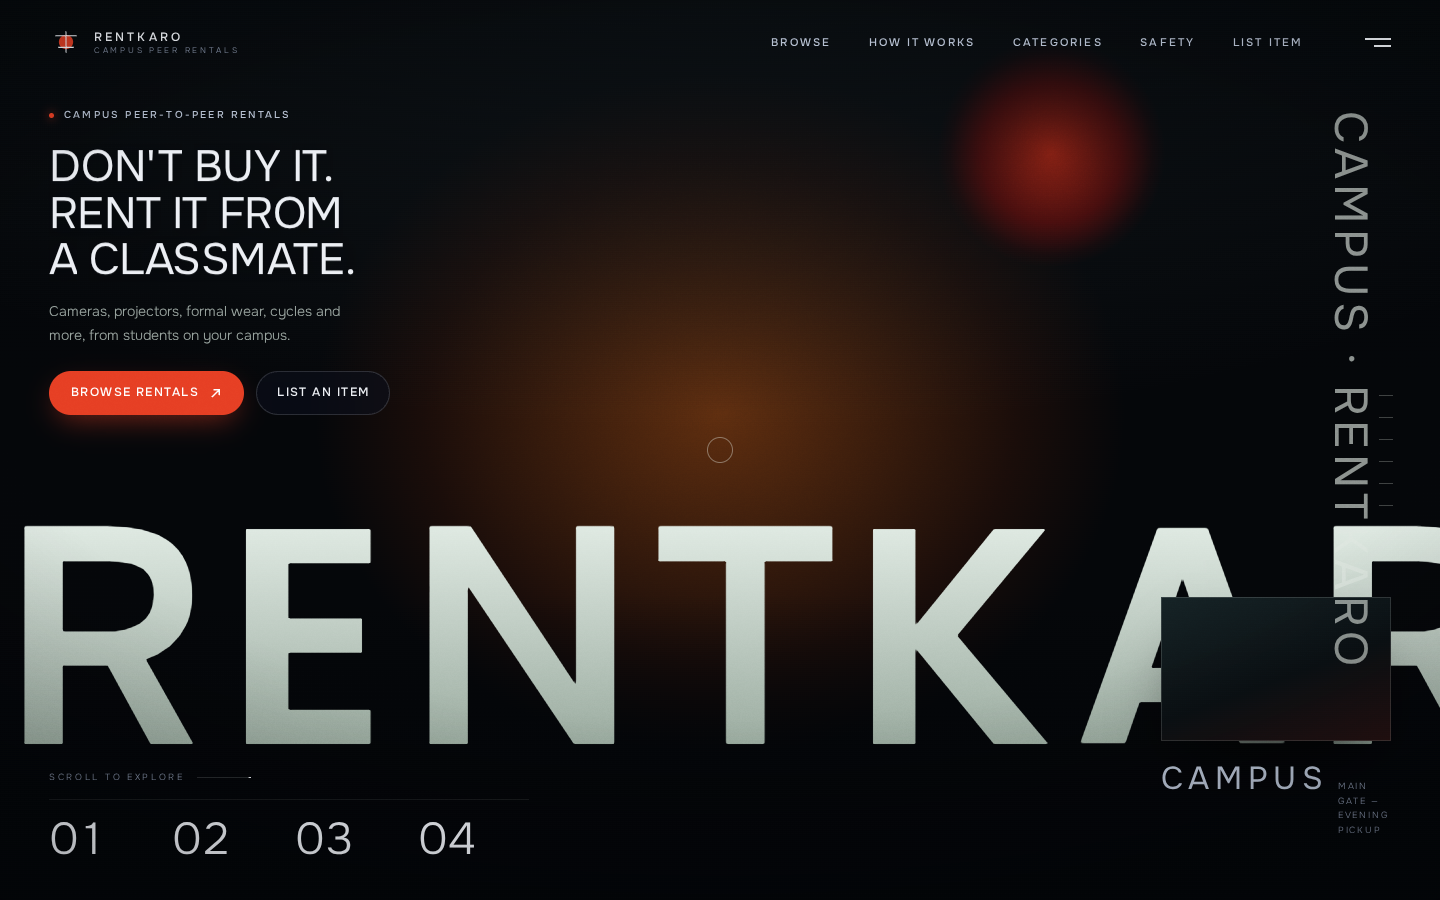 RENTKARO
CAMPUS PEER RENTALS
BROWSE
HOW IT WORKS
CATEGORIES
SAFETY
LIST ITEM
CAMPUS PEER-TO-PEER RENTALS
DON'T BUY IT.
RENT IT FROM
A CLASSMATE.
Cameras, projectors, formal wear, cycles and
more, from students on your campus.
BROWSE RENTALS
LIST AN ITEM
CAMPUS · RENTKARO
RENTKAR
SCROLL TO EXPLORE
01
02
03
04
CAMPUS
MAIN
GATE —
EVENING
PICKUP